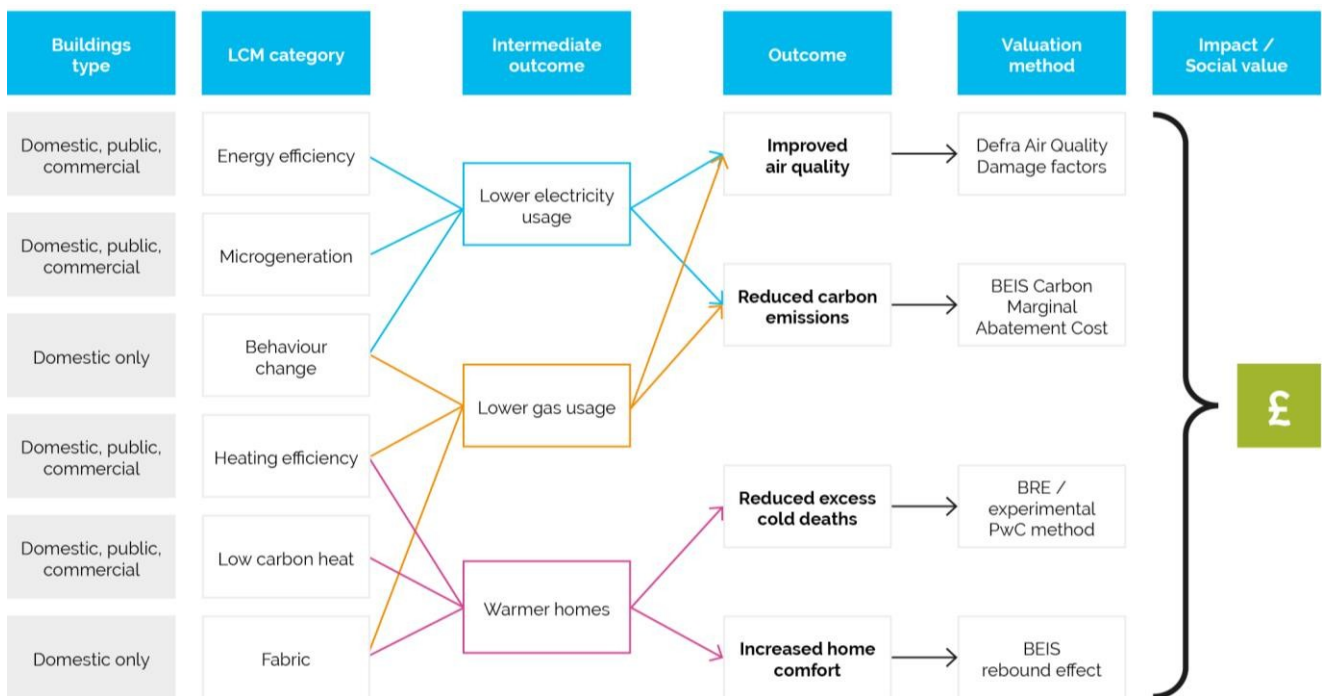 Buildings
type
LCM category
Intermediate
outcome
Outcome
Valuation
method
Impact /
Social value
Domestic, public,
commercial
Energy efficiency
Lower electricity
usage
Improved
air quality
Defra Air Quality
Damage factors
Domestic, public,
commercial
Microgeneration
Reduced carbon
emissions
BEIS Carbon
Marginal
Abatement Cost
Domestic only
Behaviour
change
Lower gas usage
£
Domestic, public,
commercial
Heating efficiency
Reduced excess
cold deaths
BRE /
experimental
PwC method
Domestic, public,
commercial
Low carbon heat
Warmer homes
Domestic only
Fabric
Increased home
comfort
BEIS
rebound effect